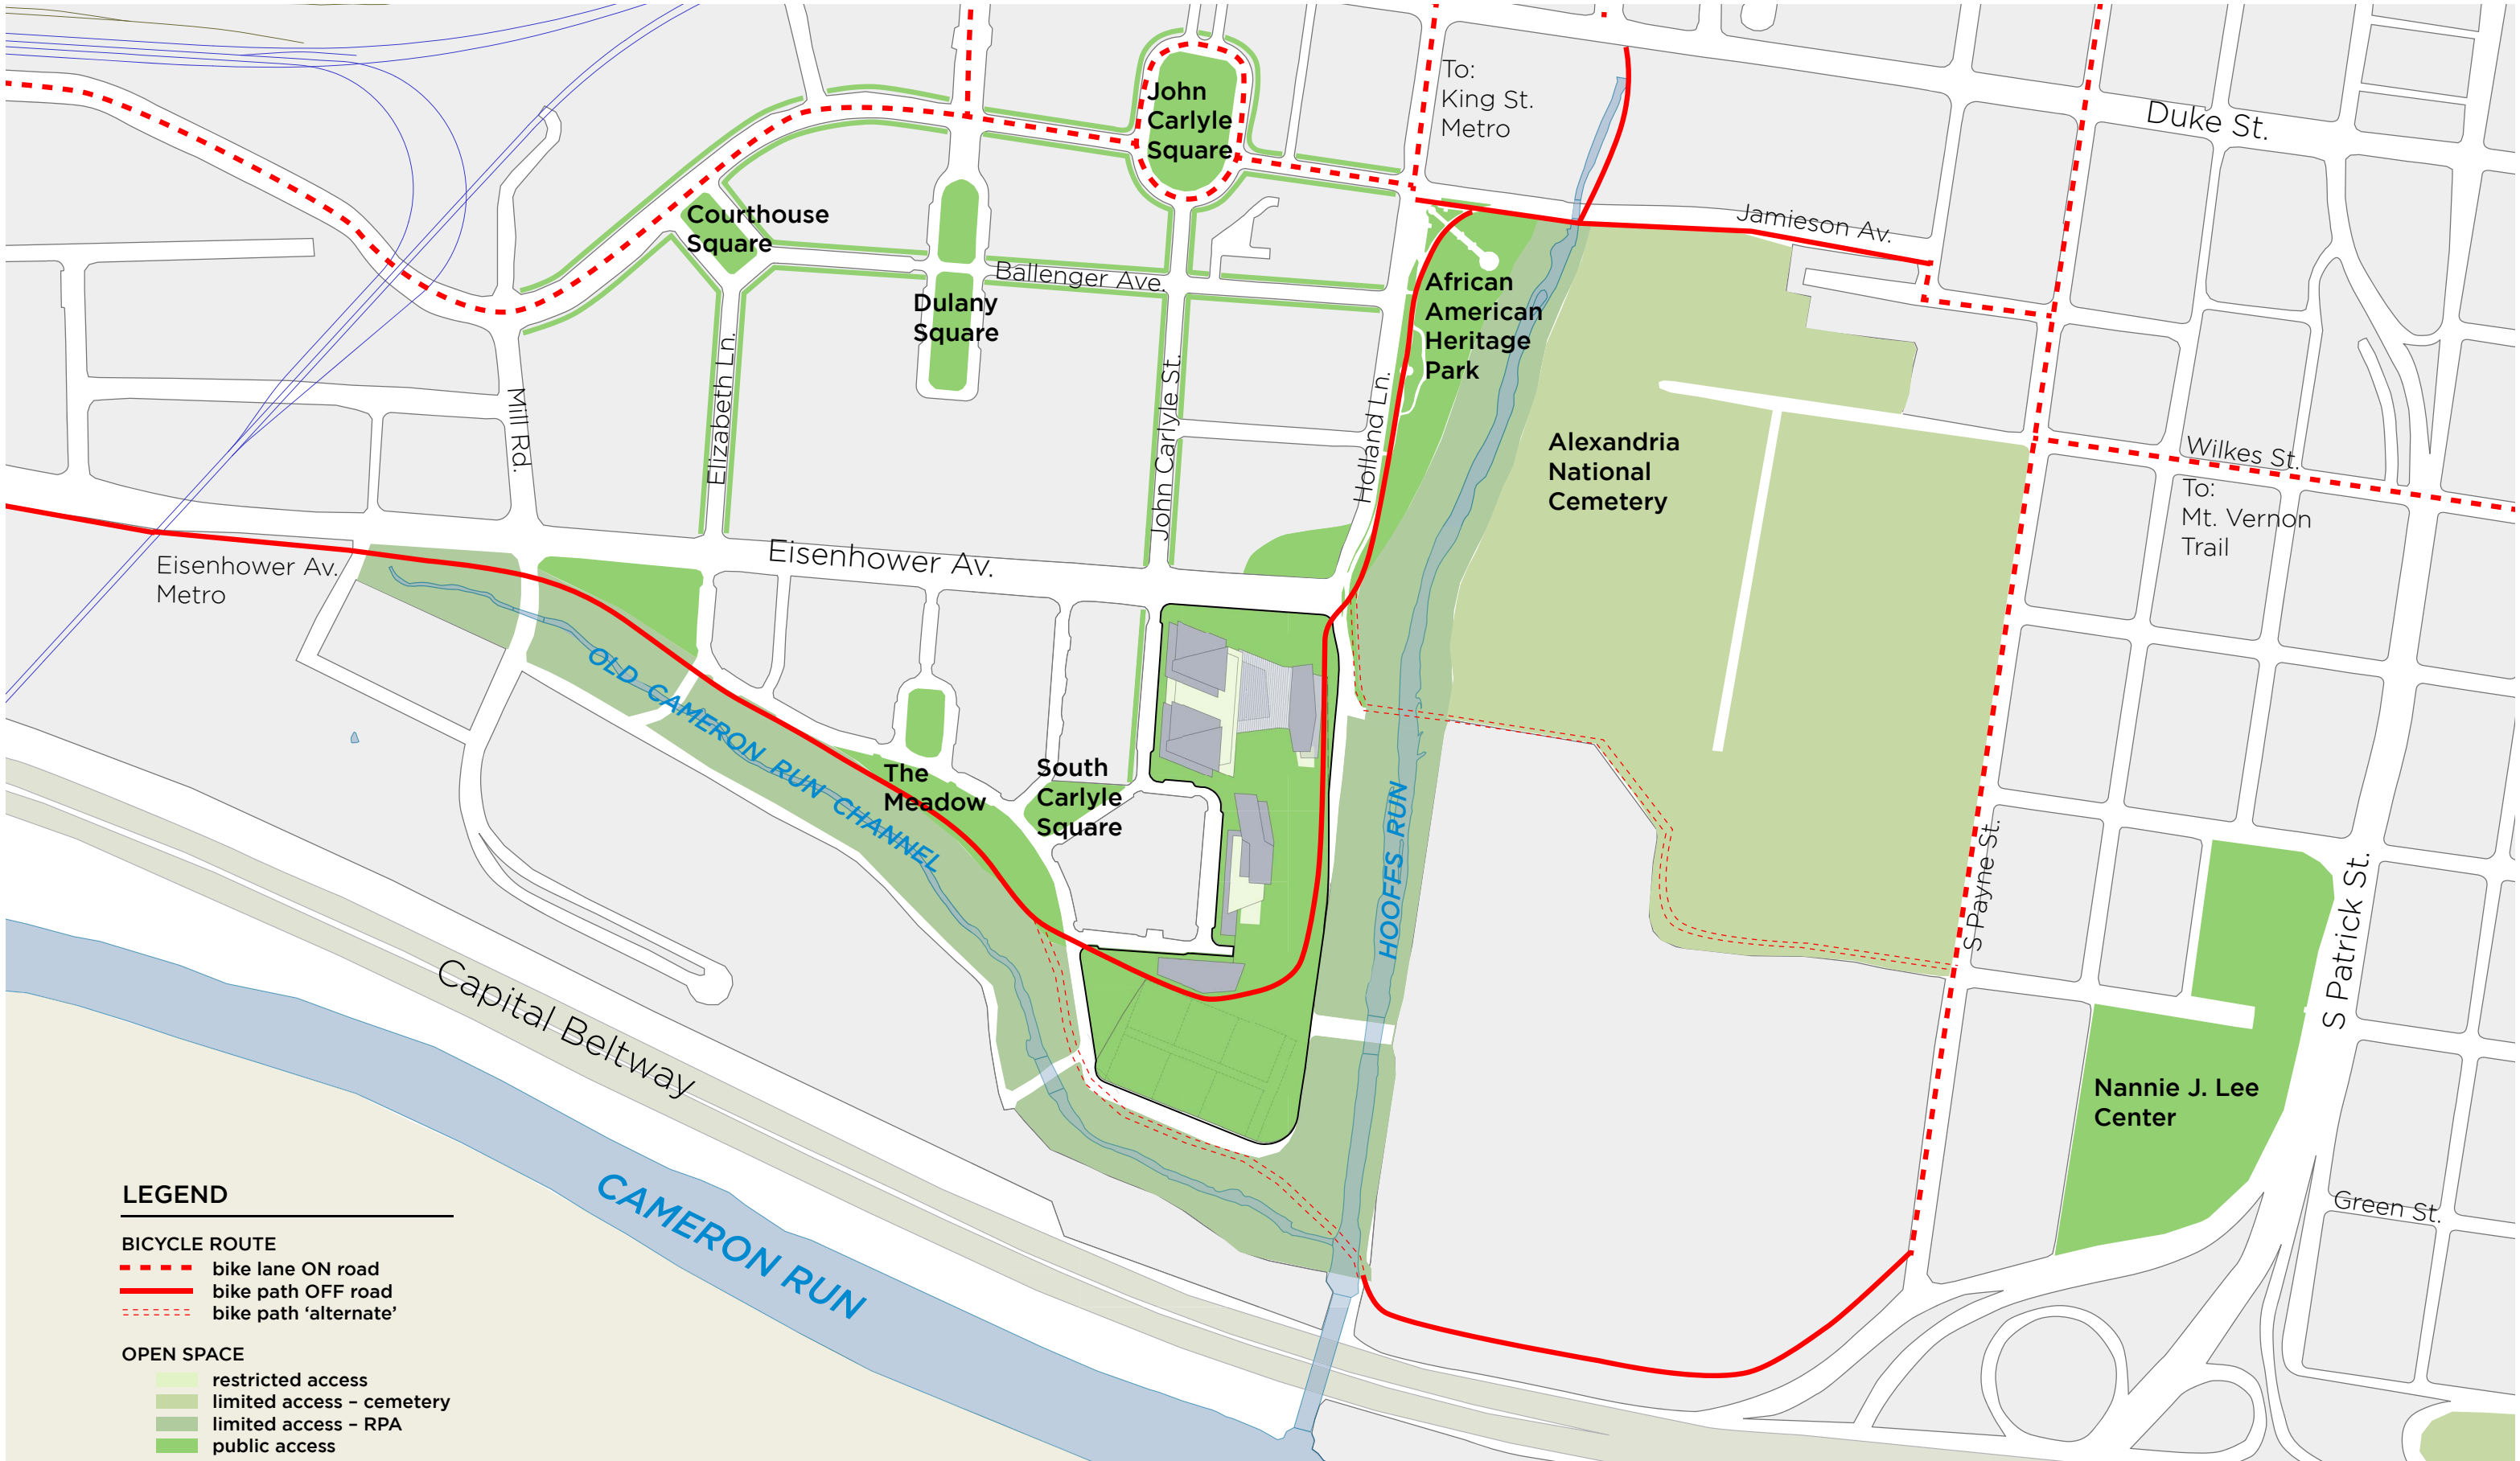 To:
King St.
Metro
John
Carlyle
Square
Duke St.
Courthouse
Square
Jamieson Av.
Ballenger Ave.
African
American
Heritage
Park
Dulany
Square
Elizabeth Ln.
John Carlyle St.
Holland Ln.
Mill Rd.
Alexandria
National
Cemetery
Wilkes St.
To:
Mt. Vernon
Trail
Eisenhower Av.
Eisenhower Av.
Metro
OLD CAMERON RUN CHANNEL
The
Meadow
South
Carlyle
Square
HOOFFS RUN
S Payne St.
S Patrick St.
Capital Beltway
Nannie J. Lee
Center
Green St.
CAMERON RUN
LEGEND
BICYCLE ROUTE
bike lane ON road
bike path OFF road
bike path ‘alternate’
OPEN SPACE
restricted access
limited access – cemetery
limited access – RPA
public access